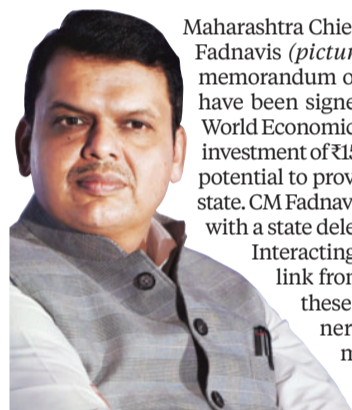 Maharashtra Chie
Fadnavis (pictur
memorandum o
have been signe
World Economic
investment of ₹15
potential to prov
state. CM Fadnav
with a state dele
Interacting
link from
these
ner
m